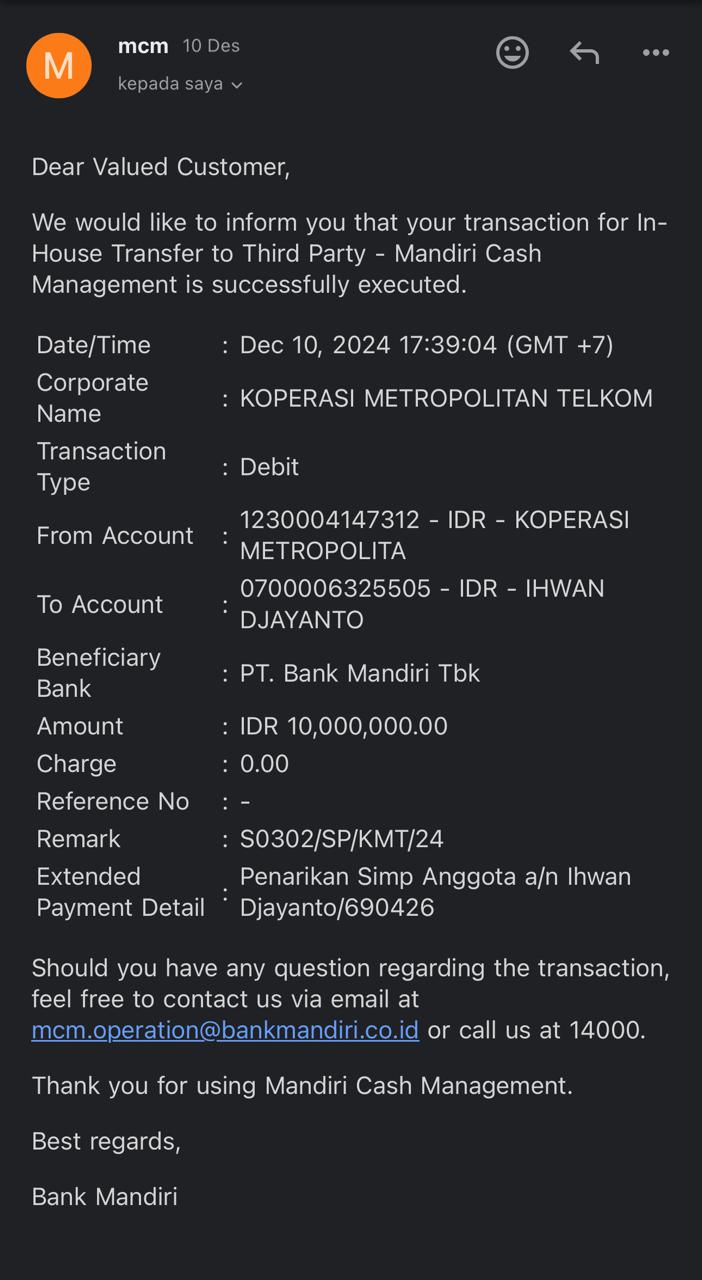 mcm 10 Des
kepada saya
Dear Valued Customer,
We would like to inform you that your transaction for In-
House Transfer to Third Party - Mandiri Cash
Management is successfully executed.
Date/Time : Dec 10, 2024 17:39:04 (GMT +7)
Corporate
Name : KOPERASI METROPOLITAN TELKOM
Transaction
Type : Debit
From Account : 1230004147312 - IDR - KOPERASI
METROPOLITA
To Account : 0700006325505 - IDR - IHWAN
DJAYANTO
Beneficiary
Bank : PT. Bank Mandiri Tbk
Amount : IDR 10,000,000.00
Charge : 0.00
Reference No : -
Remark : S0302/SP/KMT/24
Extended
Payment Detail : Penarikan Simp Anggota a/n Ihwan
Djayanto/690426
Should you have any question regarding the transaction,
feel free to contact us via email at
mcm.operation@bankmandiri.co.id or call us at 14000.
Thank you for using Mandiri Cash Management.
Best regards,
Bank Mandiri